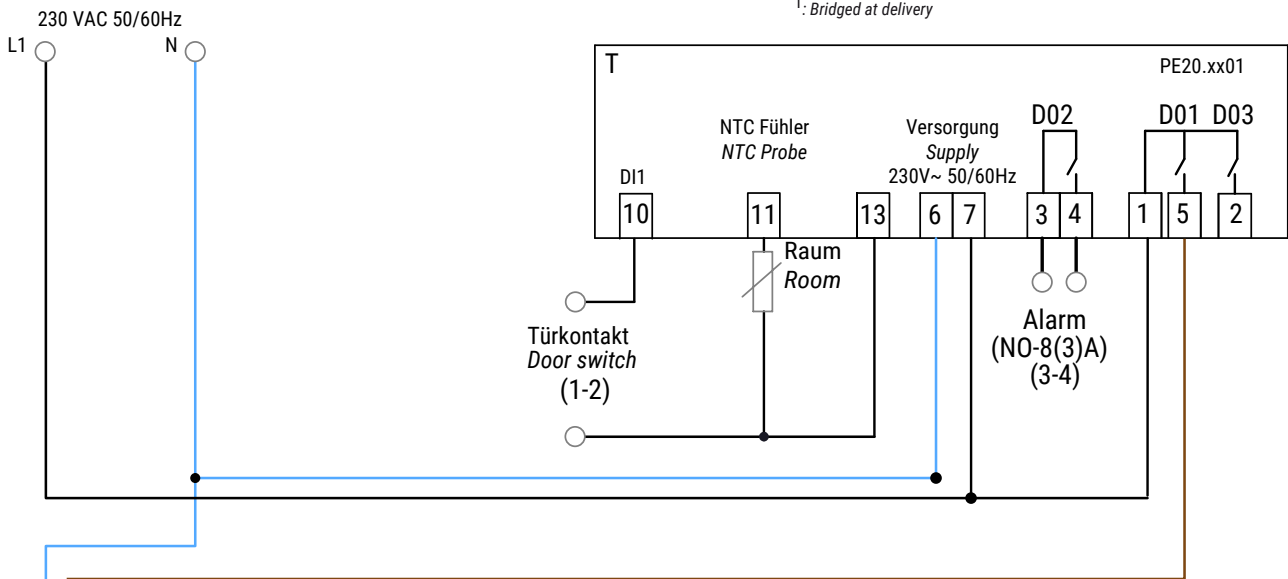 ¹: Bridged at delivery
230 VAC 50/60Hz
L1
N
T
PE20.xx01
D02
D01
D03
NTC Fühler
NTC Probe
Versorgung
Supply
230V~ 50/60Hz
DI1
10
11
13
6
7
3
4
1
5
2
Raum
Room
Türkontakt
Door switch
(1-2)
Alarm
(NO-8(3)A)
(3-4)